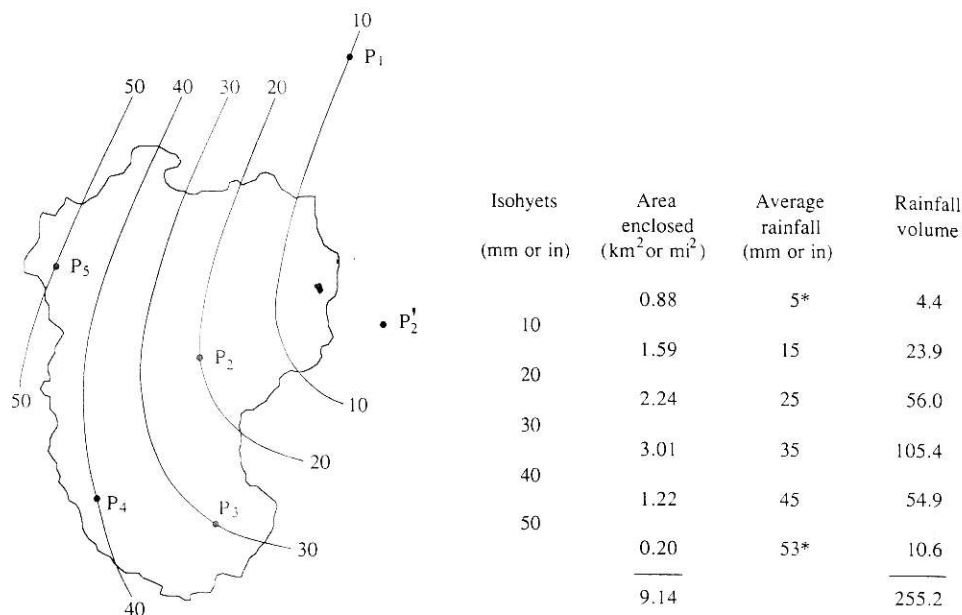 10
P₁
50
40
30
20
P₅
P₂'
P₂
50
10
20
P₄
P₃
30
40
Isohyets Area Average Rainfall
enclosed rainfall volume
(mm or in) (km² or mi²) (mm or in)
0.88 5* 4.4
10
1.59 15 23.9
20
2.24 25 56.0
30
3.01 35 105.4
40
1.22 45 54.9
50
0.20 53* 10.6
9.14 255.2